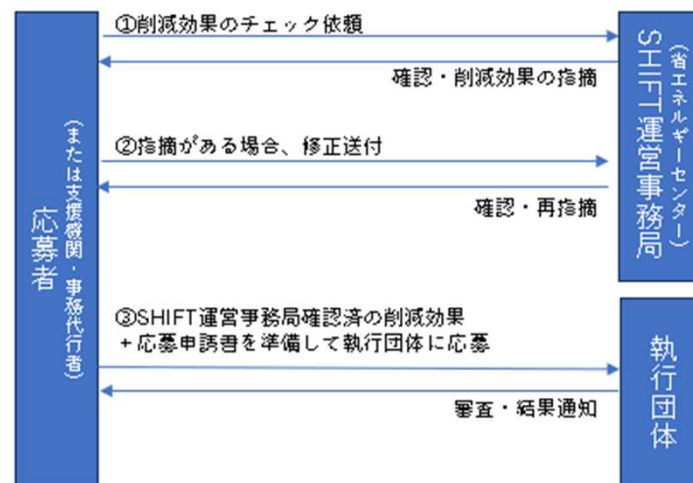 ①削減効果のチェック依頼
確認・削減効果の指摘
②指摘がある場合、修正送付
確認・再指摘
③SHIFT運営事務局確認済の削減効果
+応募申請書を準備して執行団体に応募
審査・結果通知
応募者
(または支援機関・事務代行者)
SHIFT運営事務局
(省エネルギーセンター)
執行団体